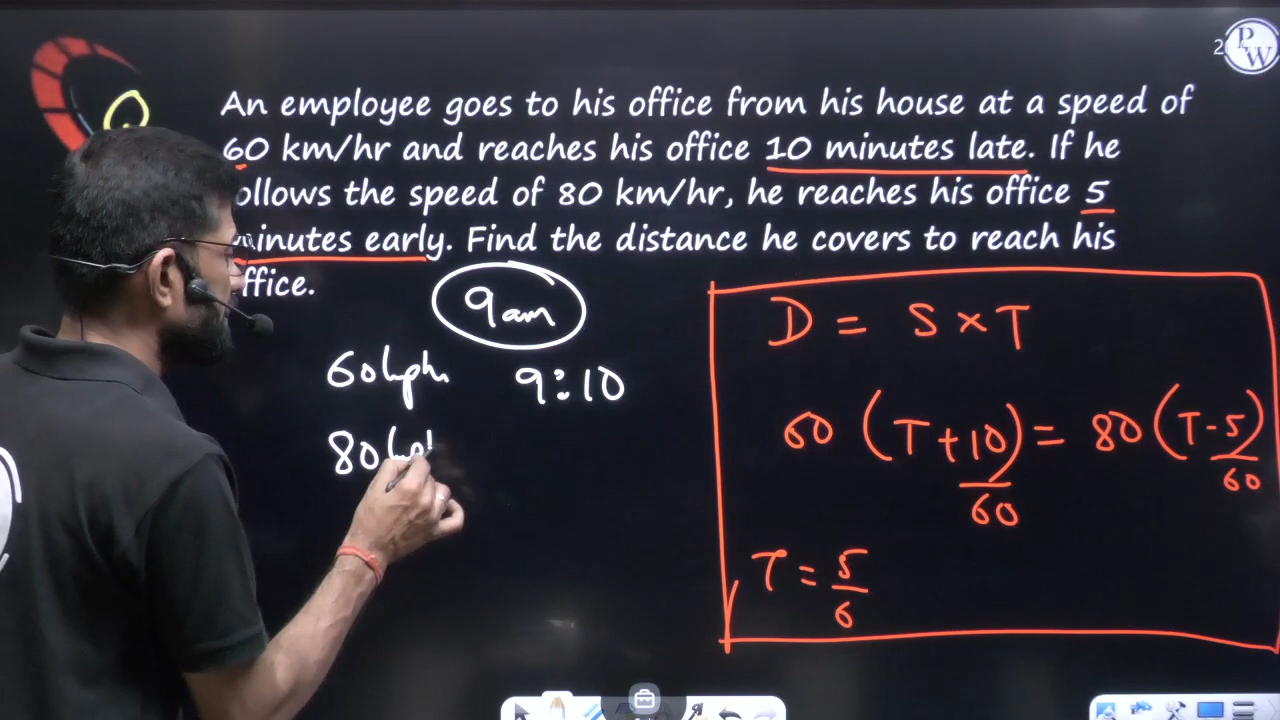 PW
An employee goes to his office from his house at a speed of
60 km/hr and reaches his office 10 minutes late. If he
ollows the speed of 80 km/hr, he reaches his office 5
inutes early. Find the distance he covers to reach his
ffice.
9am
60kph 9:10
80kph
D = S × T
60 (T + 10/60) = 80 (T - 5/60)
T = 5/6